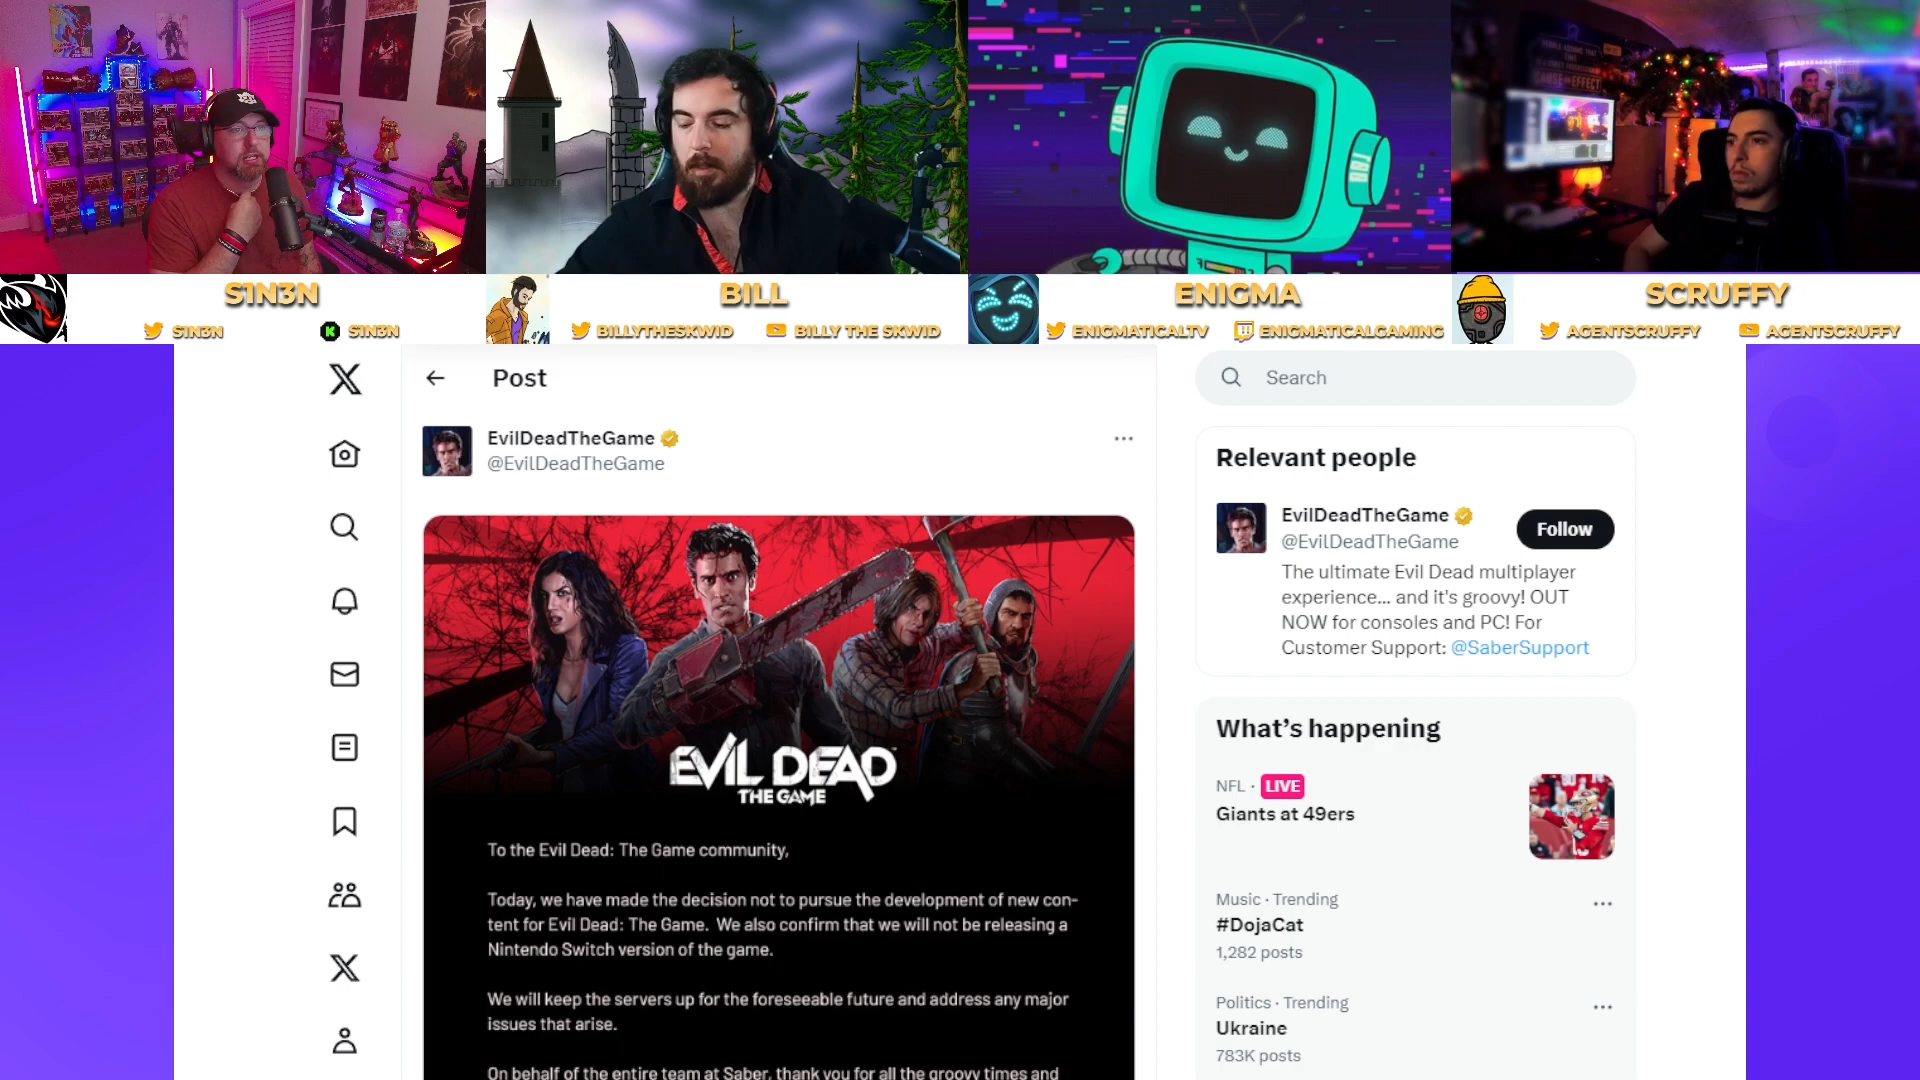 S1N3N
S1N3N
S1N3N
BILL
BILLYTHESKWID
BILLY THE SKWID
ENIGMA
ENIGMATICALTV
ENIGMATICALGAMING
SCRUFFY
AGENTSCRUFFY
AGENTSCRUFFY
CAUSE EFFECT
Post
EvilDeadTheGame
@EvilDeadTheGame
EVIL DEAD
THE GAME
To the Evil Dead: The Game community,
Today, we have made the decision not to pursue the development of new con-
tent for Evil Dead: The Game. We also confirm that we will not be releasing a
Nintendo Switch version of the game.
We will keep the servers up for the foreseeable future and address any major
issues that arise.
On behalf of the entire team at Saber, thank you for all the groovy times and
Search
Relevant people
EvilDeadTheGame
@EvilDeadTheGame
Follow
The ultimate Evil Dead multiplayer
experience... and it's groovy! OUT
NOW for consoles and PC! For
Customer Support: @SaberSupport
What's happening
NFL · LIVE
Giants at 49ers
Music · Trending
#DojaCat
1,282 posts
Politics · Trending
Ukraine
783K posts